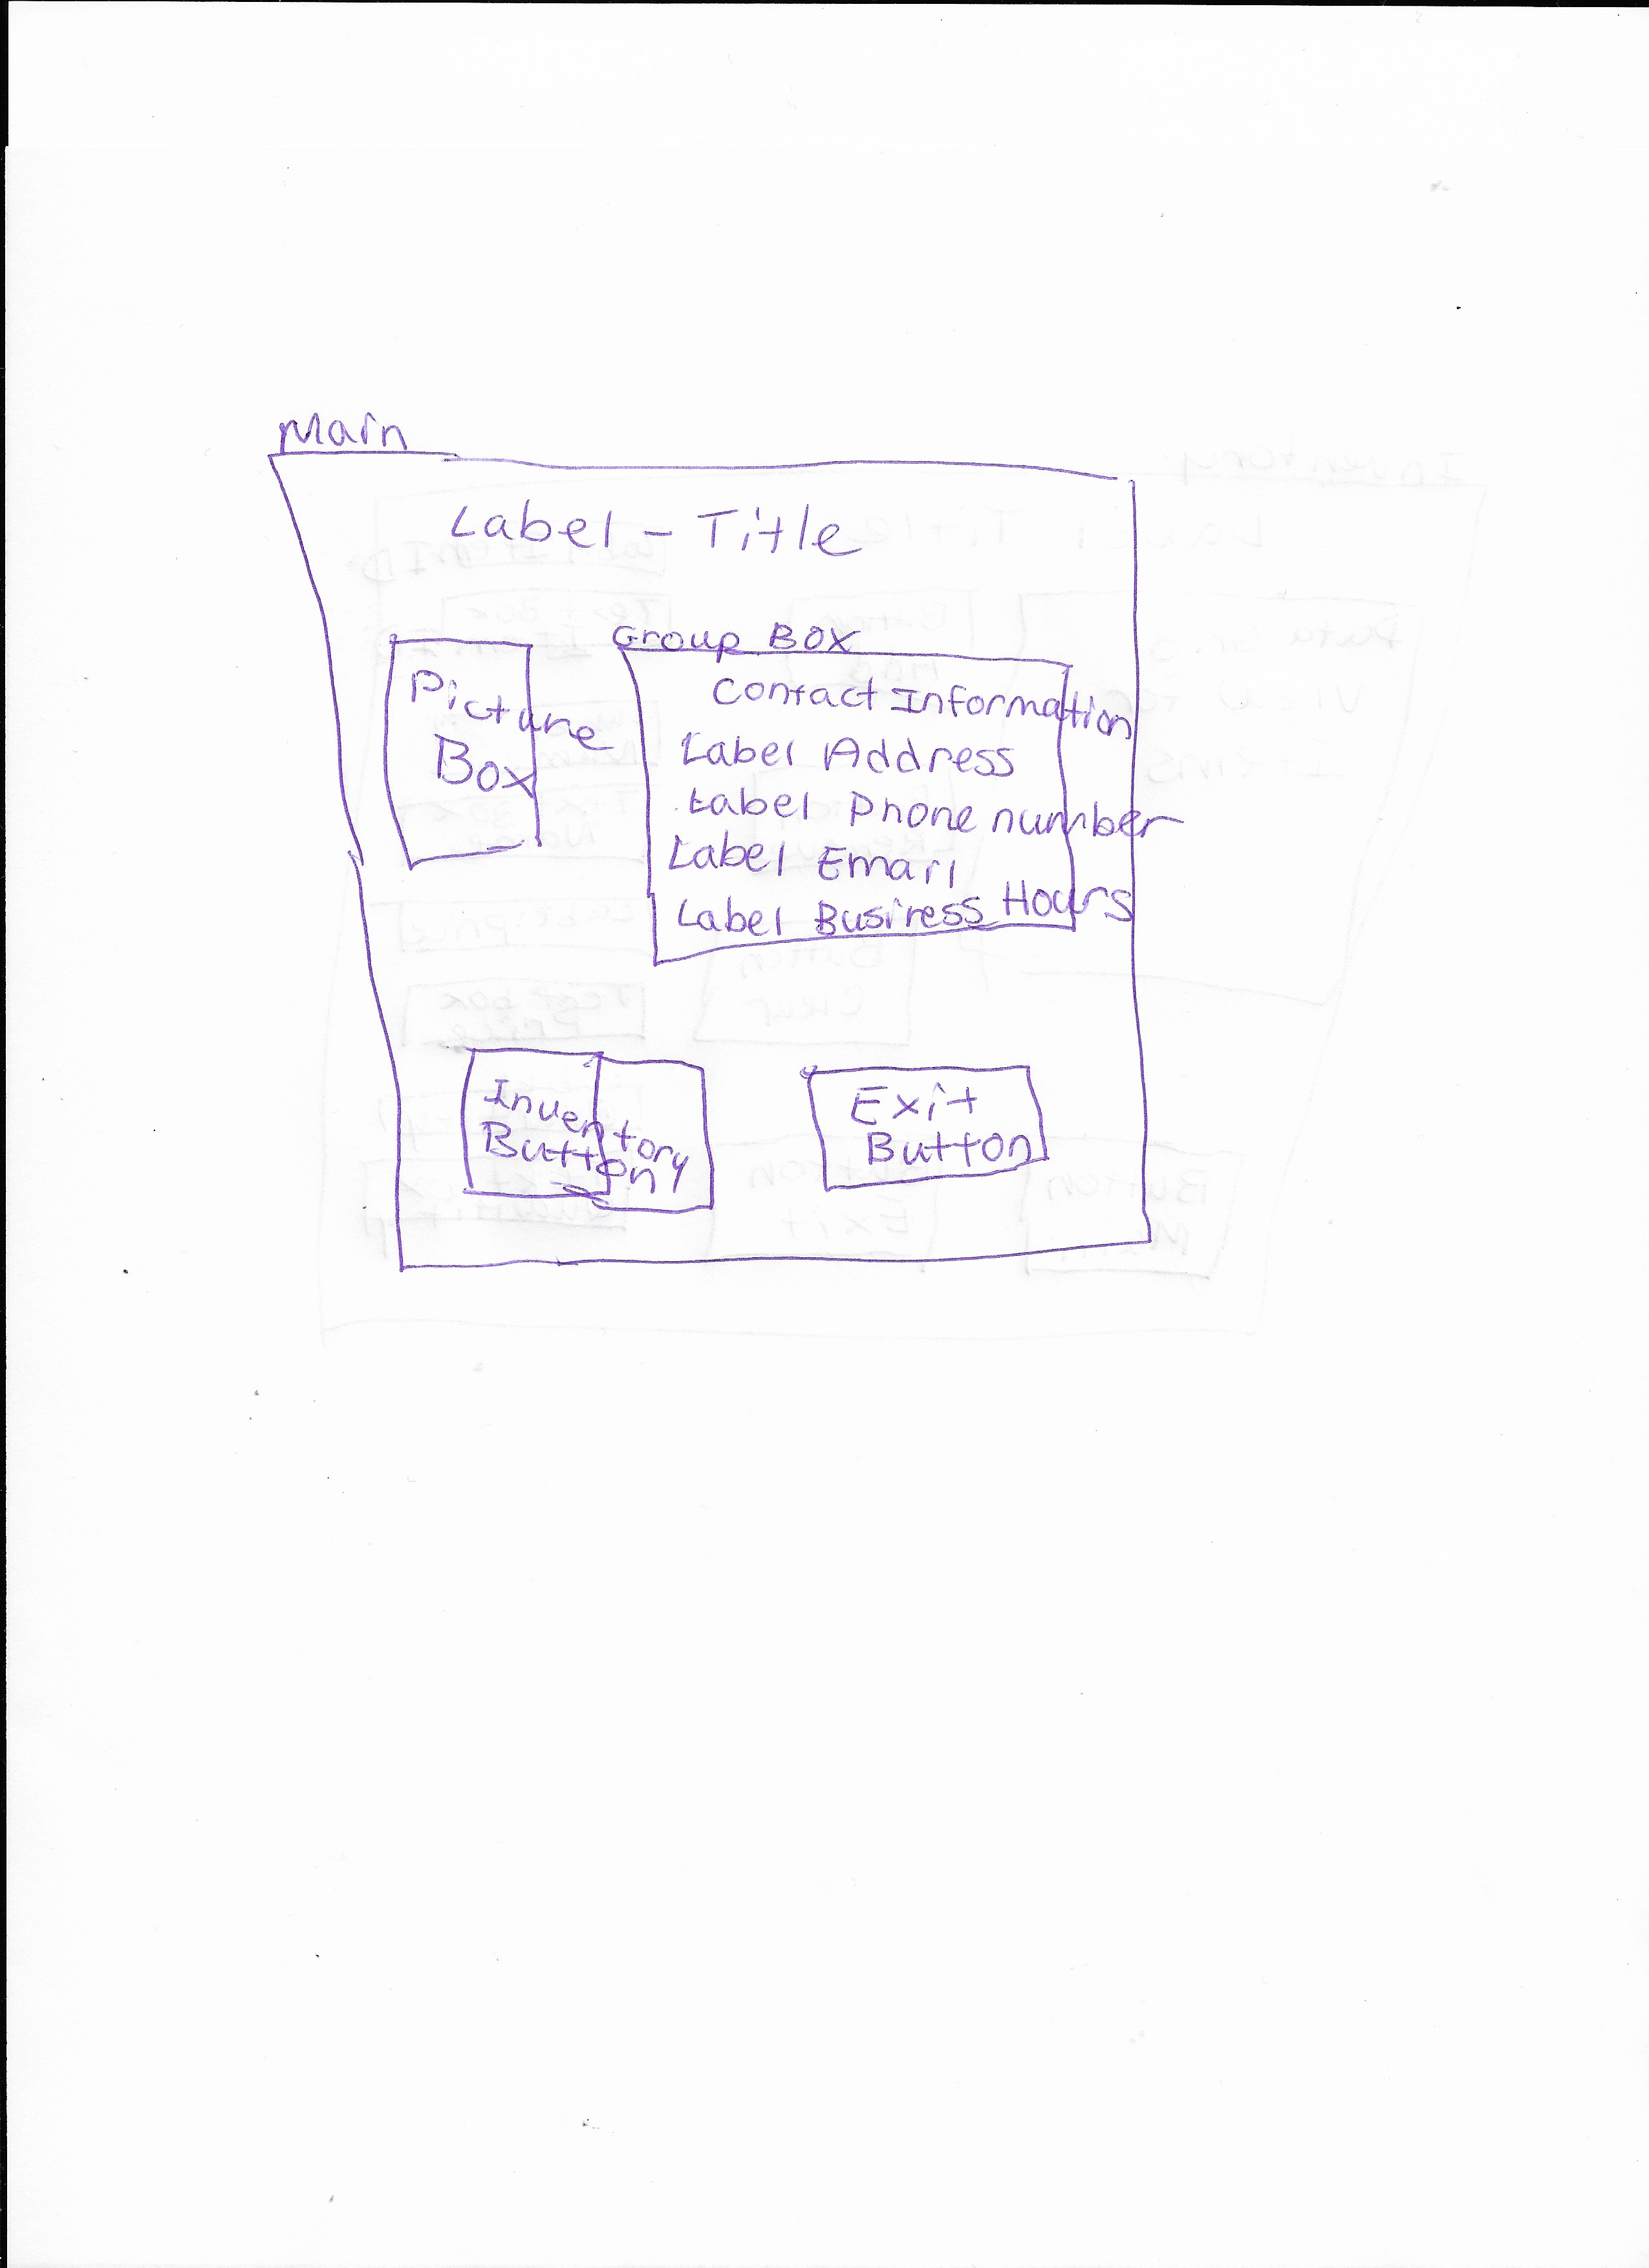 Main
Label - Title
Picture
Box
Group Box
Contact Information
Label Address
Label Phone number
Label Email
Label Business Hours
Inventory
Button
Exit
Button